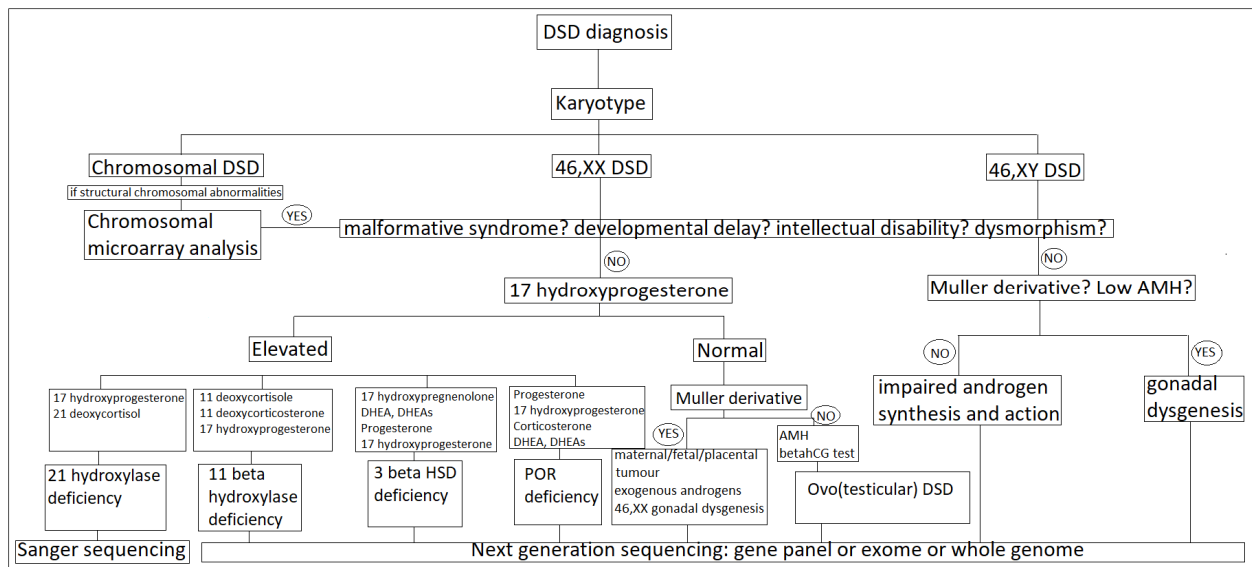 DSD diagnosis
Karyotype
Chromosomal DSD
46,XX DSD
46,XY DSD
if structural chromosomal abnormalities
Chromosomal
microarray analysis
YES
malformative syndrome? developmental delay? intellectual disability? dysmorphism?
NO
NO
17 hydroxyprogesterone
Muller derivative? Low AMH?
Elevated
Normal
NO
YES
17 hydroxyprogesterone
21 deoxycortisol
11 deoxycortisole
11 deoxycorticosterone
17 hydroxyprogesterone
17 hydroxypregnenolone
DHEA, DHEAs
Progesterone
17 hydroxyprogesterone
Progesterone
17 hydroxyprogesterone
Corticosterone
DHEA, DHEAs
Muller derivative
impaired androgen
synthesis and action
gonadal
dysgenesis
YES
NO
AMH
betahCG test
21 hydroxylase
deficiency
11 beta
hydroxylase
deficiency
3 beta HSD
deficiency
POR
deficiency
maternal/fetal/placental
tumour
exogenous androgens
46,XX gonadal dysgenesis
Ovo(testicular) DSD
Sanger sequencing
Next generation sequencing: gene panel or exome or whole genome